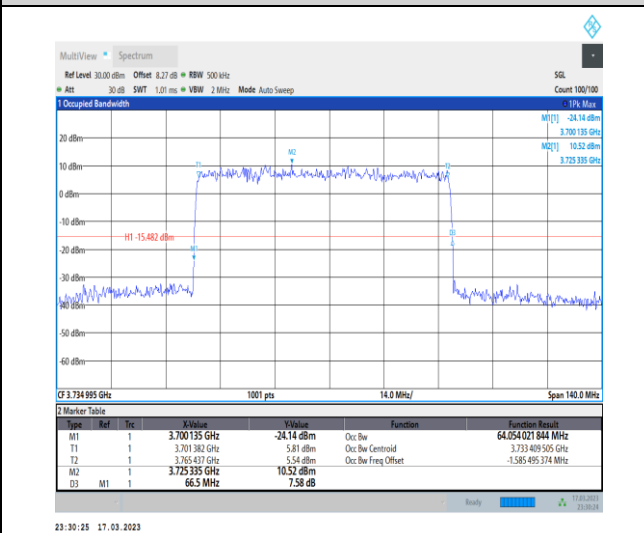 MultiView Spectrum
Ref Level 30.00 dBm Offset 8.27 dB RBW 500 kHz SGL
Att 30 dB SWT 1.01 ms VBW 2 MHz Mode Auto Sweep Count 100/100
1 Occupied Bandwidth 1Pk Max
M1[1] -24.14 dBm
3.700 135 GHz
M2[1] 10.52 dBm
3.725 335 GHz
20 dBm
M2
10 dBm
T1
T2
0 dBm
-10 dBm
H1 -15.482 dBm
D3
-20 dBm
M1
-30 dBm
-40 dBm
-50 dBm
-60 dBm
CF 3.734 995 GHz 1001 pts 14.0 MHz/ Span 140.0 MHz
2 Marker Table
Type Ref Trc X-Value Y-Value Function Function Result
M1 1 3.700135 GHz -24.14 dBm Occ Bw 64.054 021 844 MHz
T1 1 3.701 382 GHz 5.81 dBm Occ Bw Centroid 3.733 409 505 GHz
T2 1 3.765 437 GHz 5.54 dBm Occ Bw Freq Offset -1.585 495 374 MHz
M2 1 3.725335 GHz 10.52 dBm
D3 M1 1 66.5 MHz 7.58 dB
Ready 17.03.2023
23:30:24
23:30:25 17.03.2023